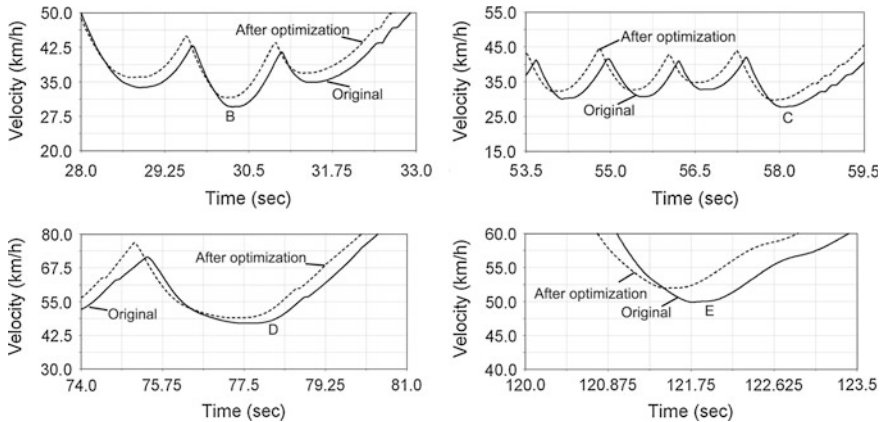 50.0
42.5
35.0
27.5
20.0
Velocity (km/h)
After optimization
Original
B
28.0 29.25 30.5 31.75 33.0
Time (sec)
55.0
45.0
35.0
25.0
15.0
Velocity (km/h)
After optimization
Original
C
53.5 55.0 56.5 58.0 59.5
Time (sec)
80.0
67.5
55.0
42.5
30.0
Velocity (km/h)
After optimization
Original
D
74.0 75.75 77.5 79.25 81.0
Time (sec)
60.0
55.0
50.0
45.0
40.0
Velocity (km/h)
After optimization
Original
E
120.0 120.875 121.75 122.625 123.5
Time (sec)